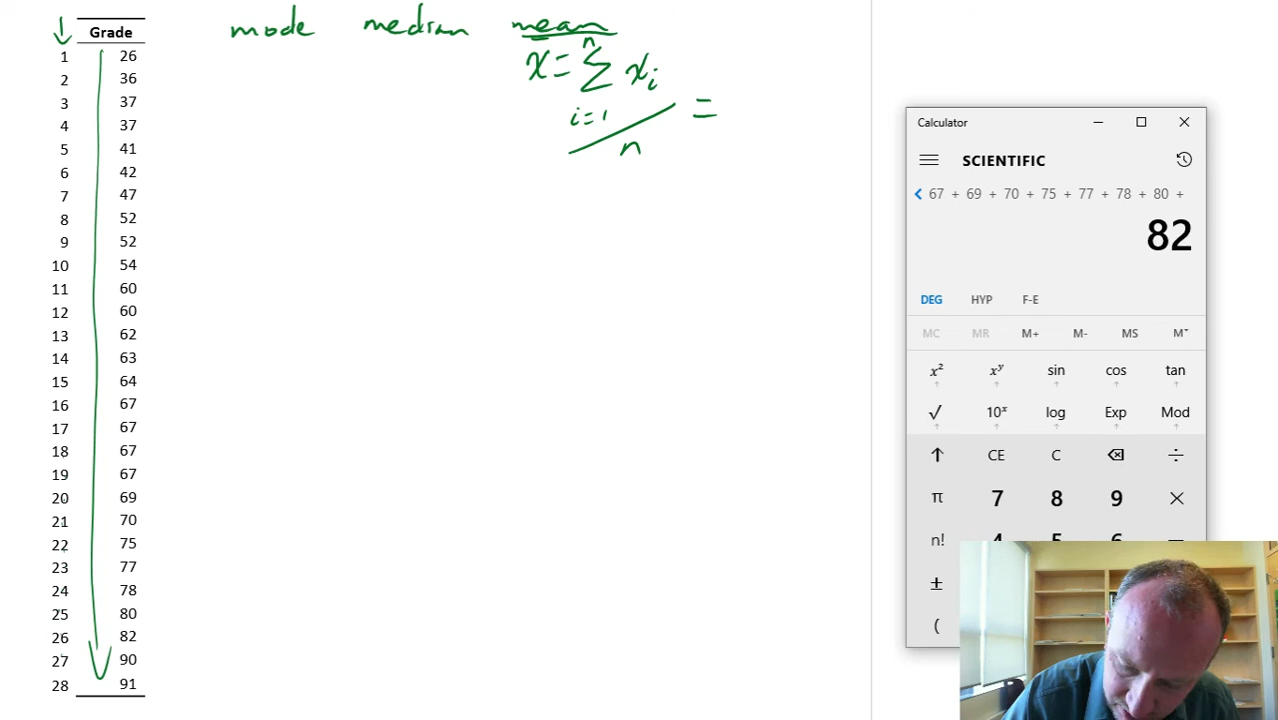 mode median mean
Grade
1 26
2 36
3 37
4 37
5 41
6 42
7 47
8 52
9 52
10 54
11 60
12 60
13 62
14 63
15 64
16 67
17 67
18 67
19 67
20 69
21 70
22 75
23 77
24 78
25 80
26 82
27 90
28 91
n
x = Σ xi
i=1
=
n
Calculator
SCIENTIFIC
67 + 69 + 70 + 75 + 77 + 78 + 80 +
82
DEG HYP F-E
MC MR M+ M- MS M˅
x² xʸ sin cos tan
√ 10ˣ log Exp Mod
↑ CE C ⌫ ÷
π 7 8 9 ×
n! 4 5 6 −
±
(